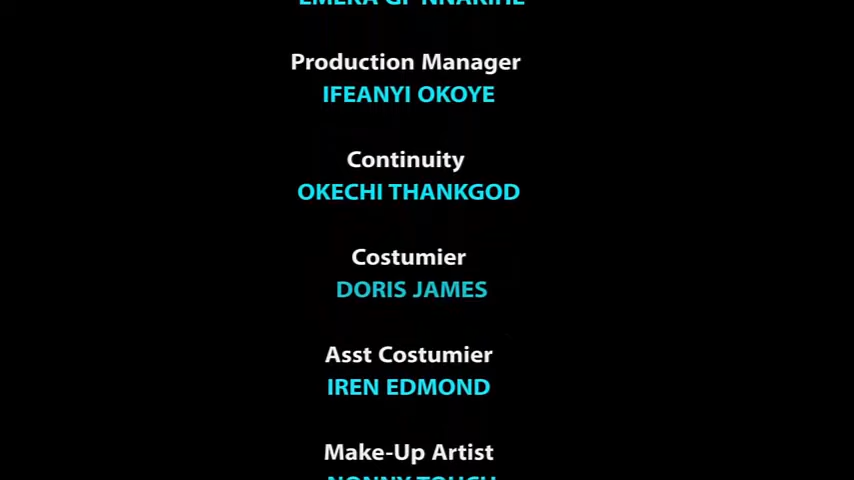 Production Manager
IFEANYI OKOYE
Continuity
OKECHI THANKGOD
Costumier
DORIS JAMES
Asst Costumier
IREN EDMOND
Make-Up Artist